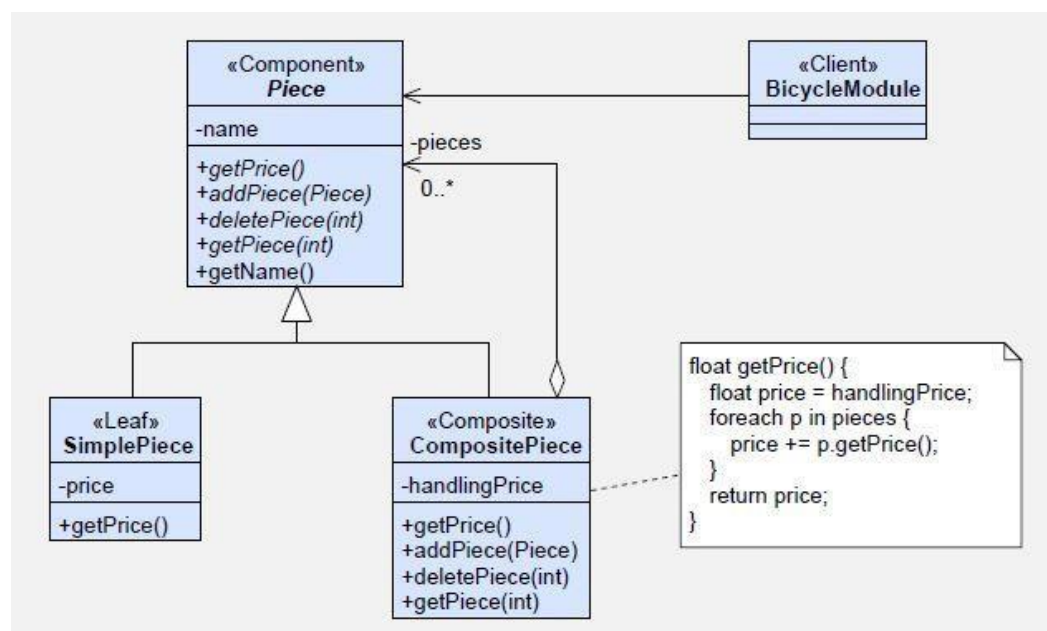 «Component»
Piece
-name
+getPrice()
+addPiece(Piece)
+deletePiece(int)
+getPiece(int)
+getName()
«Client»
BicycleModule
-pieces
0..*
«Leaf»
SimplePiece
-price
+getPrice()
«Composite»
CompositePiece
-handlingPrice
+getPrice()
+addPiece(Piece)
+deletePiece(int)
+getPiece(int)
float getPrice() {
float price = handlingPrice;
foreach p in pieces {
price += p.getPrice();
}
return price;
}